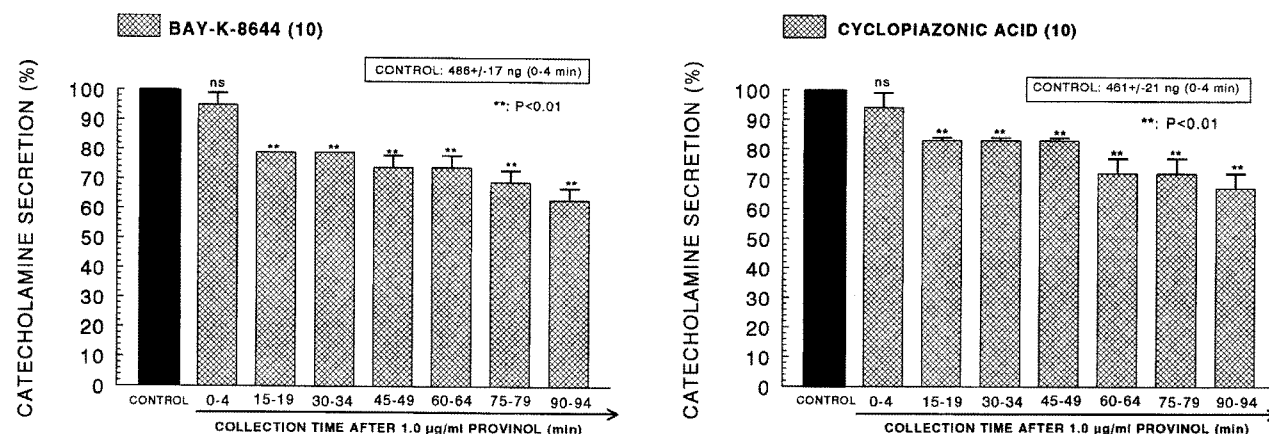 BAY-K-8644 (10)
CONTROL: 486+/-17 ng (0-4 min)
**: P<0.01
CATECHOLAMINE SECRETION (%)
100
90
80
70
60
50
40
30
20
10
0
ns
**
**
**
**
**
**
CONTROL 0-4 15-19 30-34 45-49 60-64 75-79 90-94
COLLECTION TIME AFTER 1.0 µg/ml PROVINOL (min)
CYCLOPIAZONIC ACID (10)
CONTROL: 461+/-21 ng (0-4 min)
**: P<0.01
CATECHOLAMINE SECRETION (%)
100
90
80
70
60
50
40
30
20
10
0
ns
**
**
**
**
**
**
CONTROL 0-4 15-19 30-34 45-49 60-64 75-79 90-94
COLLECTION TIME AFTER 1.0 µg/ml PROVINOL (min)